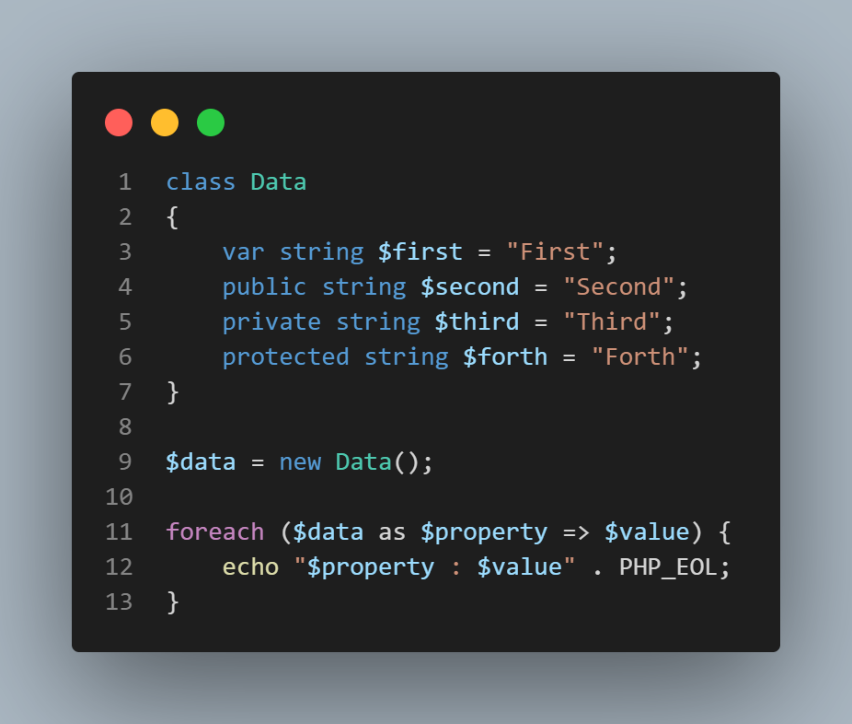 1 class Data
2 {
3     var string $first = "First";
4     public string $second = "Second";
5     private string $third = "Third";
6     protected string $forth = "Forth";
7 }
8
9 $data = new Data();
10
11 foreach ($data as $property => $value) {
12     echo "$property : $value" . PHP_EOL;
13 }